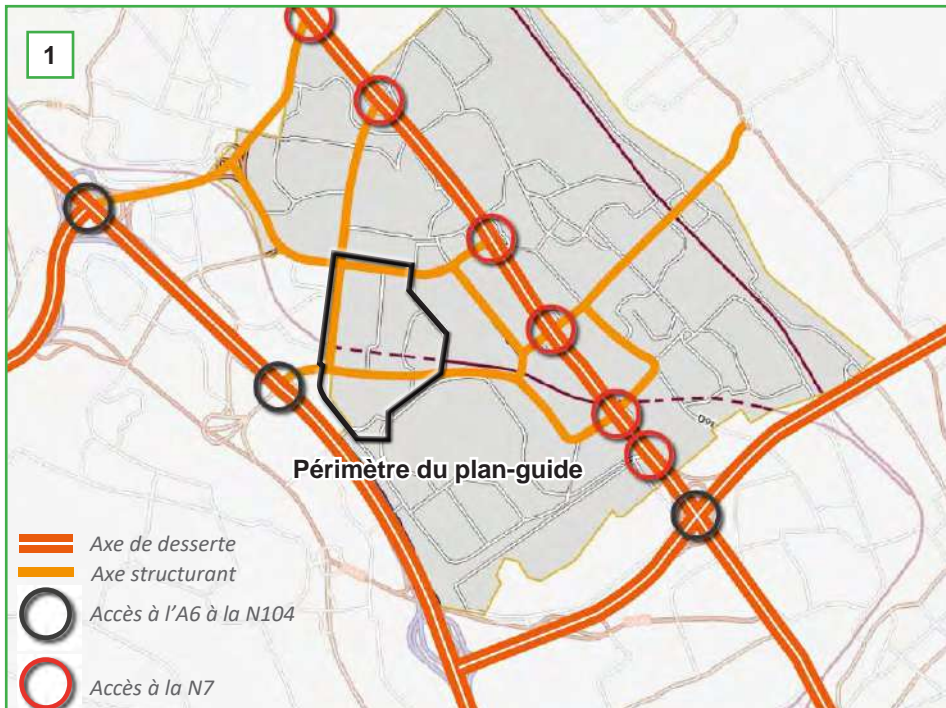 1
Périmètre du plan-guide
Axe de desserte
Axe structurant
Accès à l'A6 à la N104
Accès à la N7